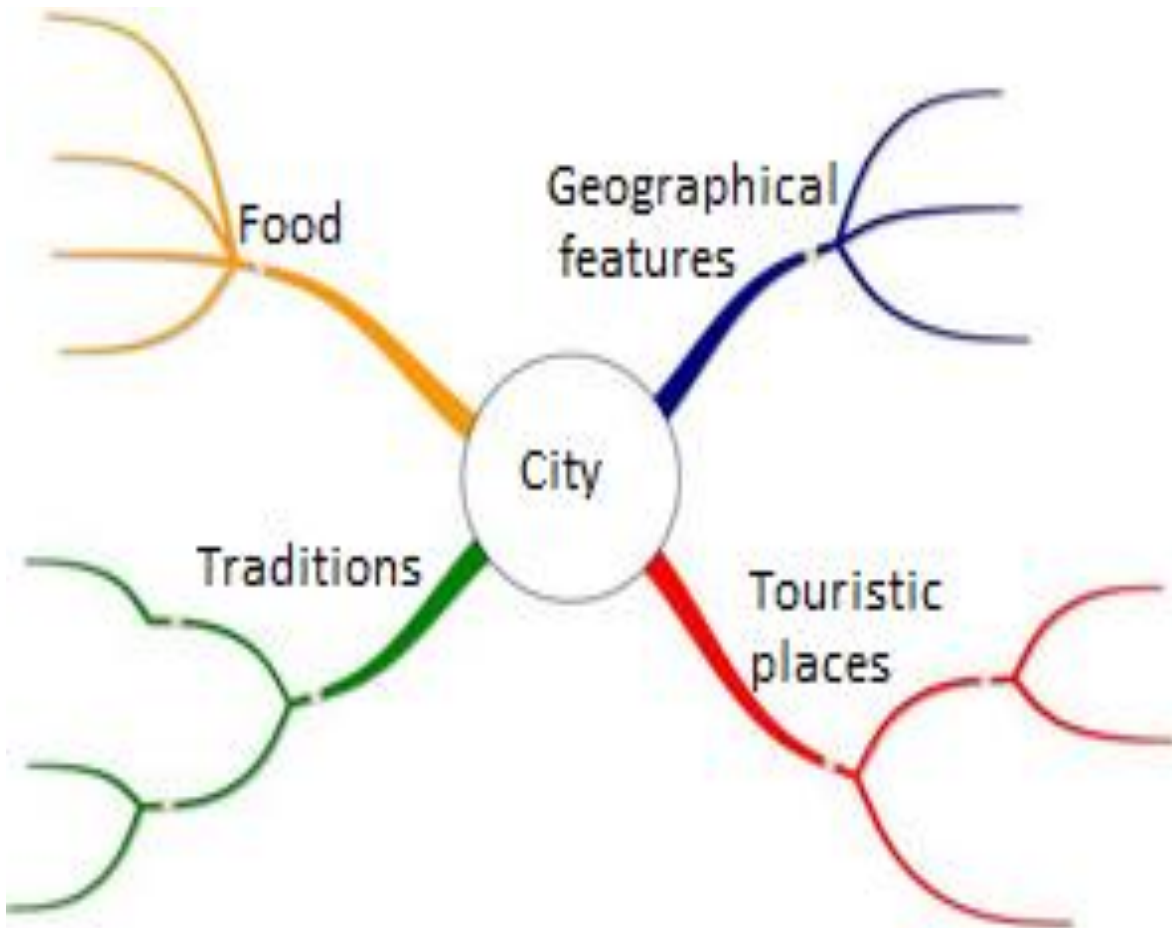 Food
Geographical
features
City
Traditions
Touristic
places